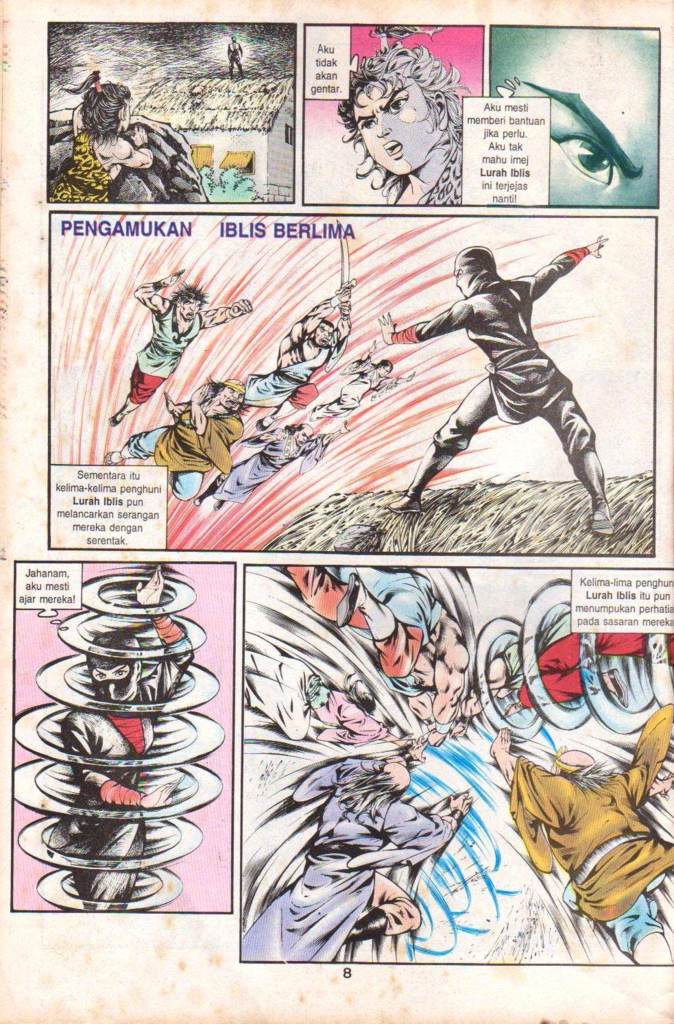 Aku
tidak
akan
gentar.
Aku mesti
memberi bantuan
jika perlu.
Aku tak
mahu imej
Lurah Iblis
ini terjejas
nanti!
PENGAMUKAN IBLIS BERLIMA
Sementara itu
kelima-kelima penghuni
Lurah Iblis pun
melancarkan serangan
mereka dengan
serentak.
Jahanam,
aku mesti
ajar mereka!
Kelima-lima penghun
Lurah Iblis itu pun
menumpukan perhatia
pada sasaran mereka
8